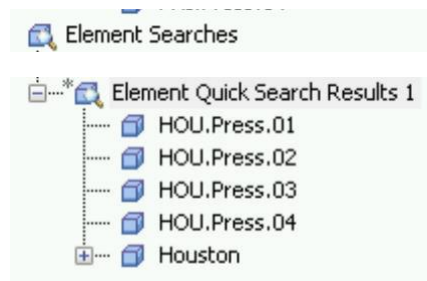 Element Searches
Element Quick Search Results 1
HOU.Press.01
HOU.Press.02
HOU.Press.03
HOU.Press.04
Houston